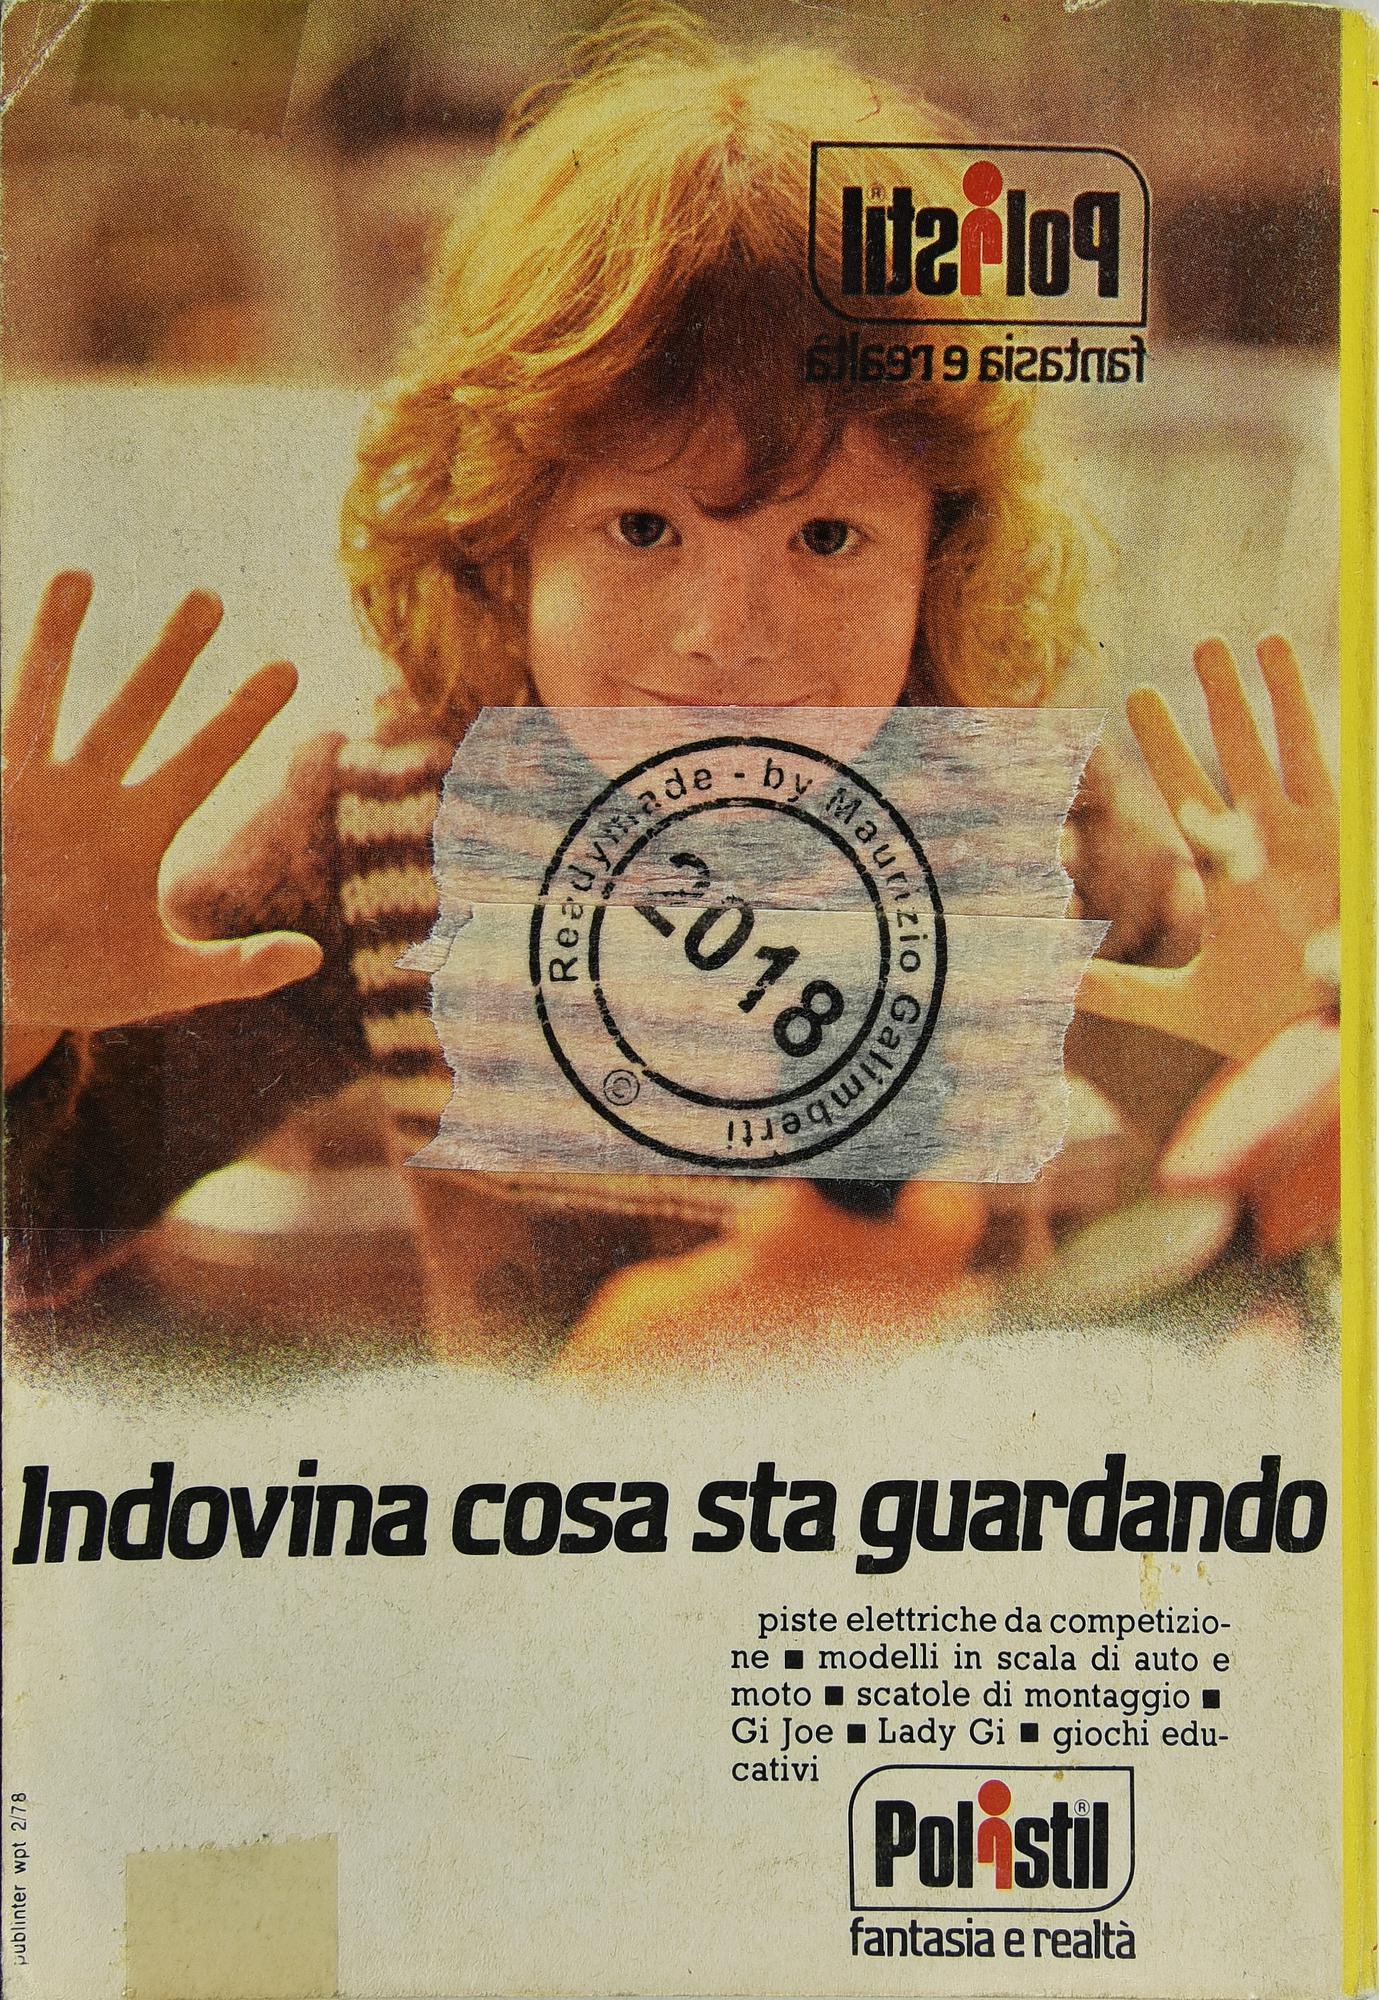 Polistil ®
fantasia e realtà
Readymade - by Maurizio Galimberti ©
2018
Indovina cosa sta guardando
piste elettriche da competizio-
ne ■ modelli in scala di auto e
moto ■ scatole di montaggio ■
Gi Joe ■ Lady Gi ■ giochi edu-
cativi
Polistil ®
fantasia e realtà
publinter wpt 2/78